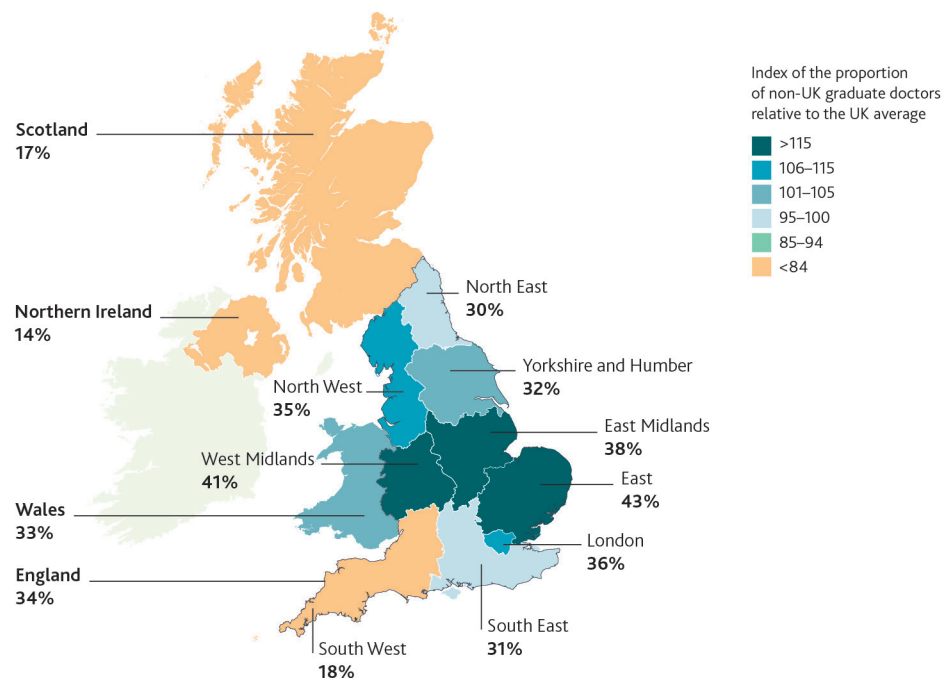 Index of the proportion
of non-UK graduate doctors
relative to the UK average
>115
106–115
101–105
95–100
85–94
<84
Scotland
17%
Northern Ireland
14%
North East
30%
Yorkshire and Humber
32%
North West
35%
East Midlands
38%
West Midlands
41%
East
43%
Wales
33%
London
36%
England
34%
South East
31%
South West
18%